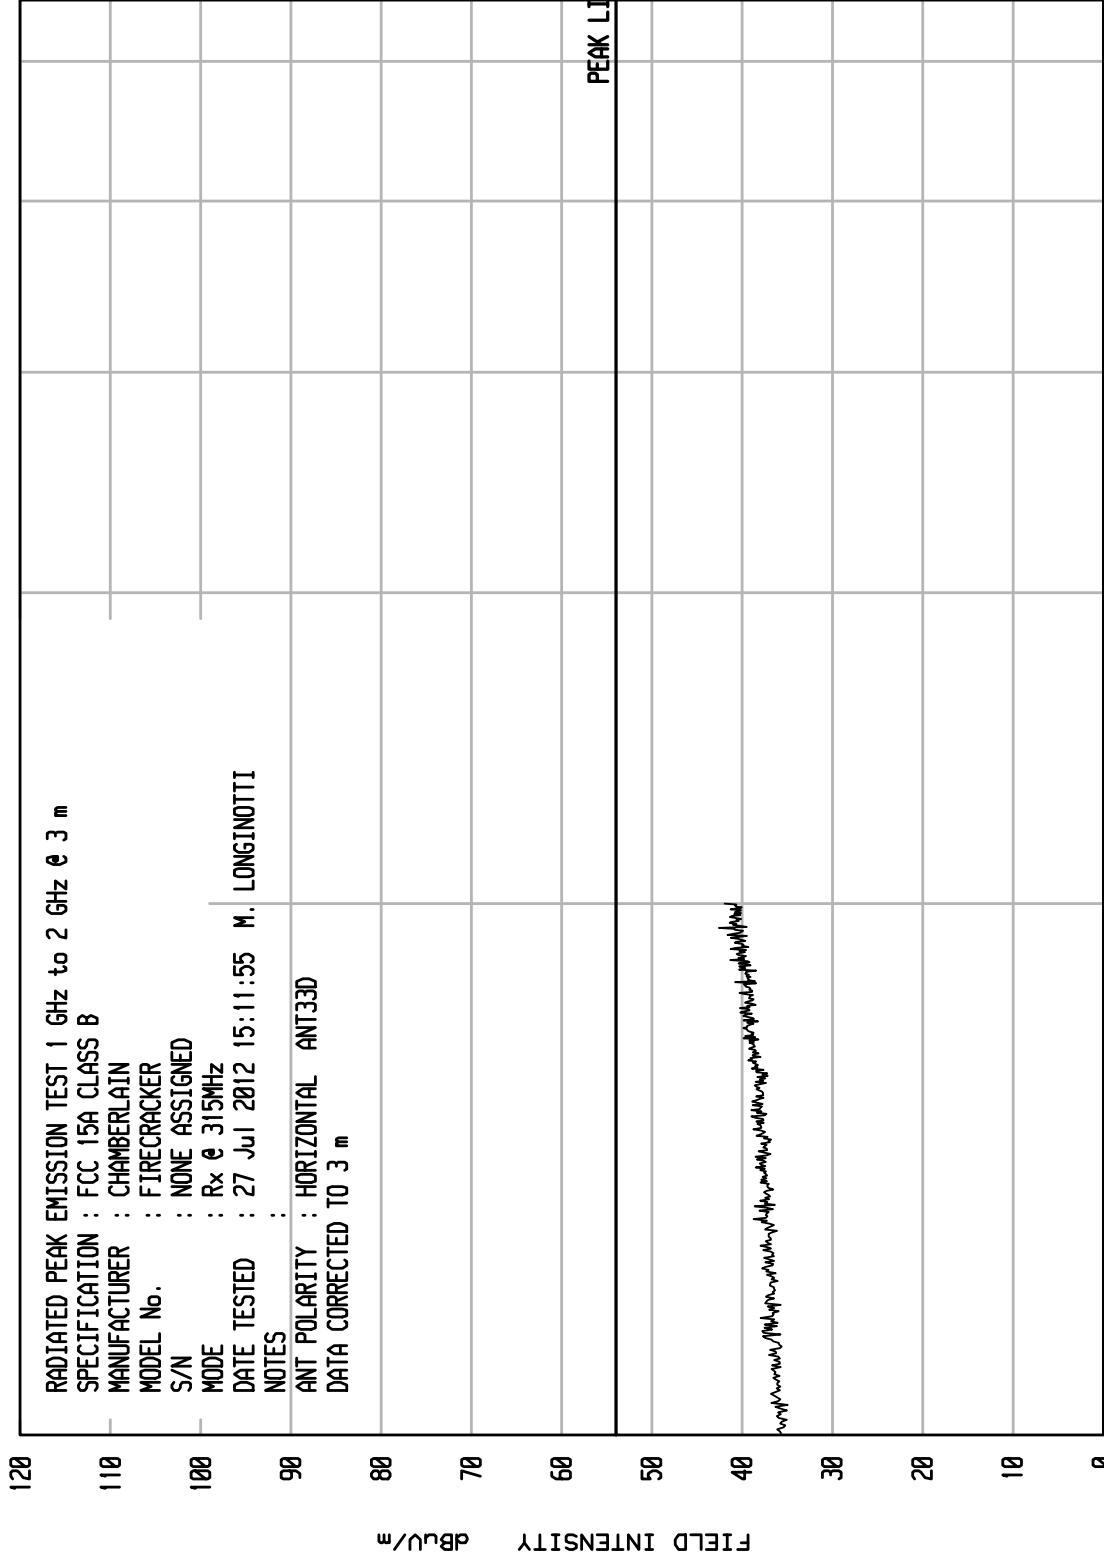 RADIATED PEAK EMISSION TEST 1 GHz to 2 GHz @ 3 m
SPECIFICATION : FCC 15A CLASS B
MANUFACTURER : CHAMBERLAIN
MODEL No. : FIRECRACKER
S/N : NONE ASSIGNED
MODE : Rx @ 315MHz
DATE TESTED : 27 Jul 2012 15:11:55 M. LONGINOTTI
NOTES :
ANT POLARITY : HORIZONTAL ANT33D
DATA CORRECTED TO 3 m
PEAK LI
120
110
100
90
80
70
60
50
40
30
20
10
0
FIELD INTENSITY dBuV/m